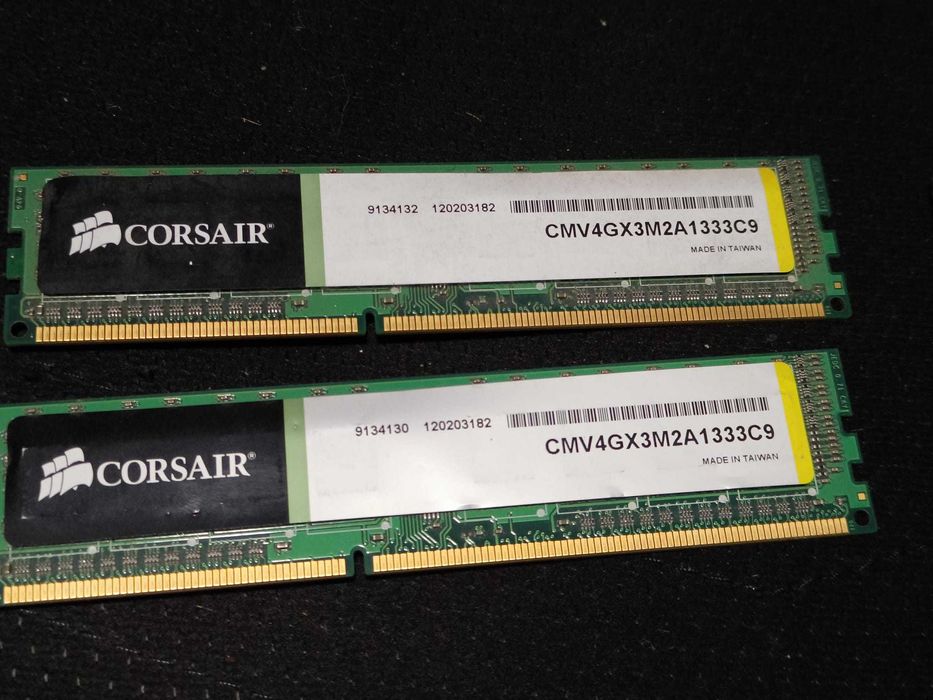 CORSAIR®
9134132 120203182
CMV4GX3M2A1333C9
MADE IN TAIWAN
CORSAIR®
9134130 120203182
CMV4GX3M2A1333C9
MADE IN TAIWAN